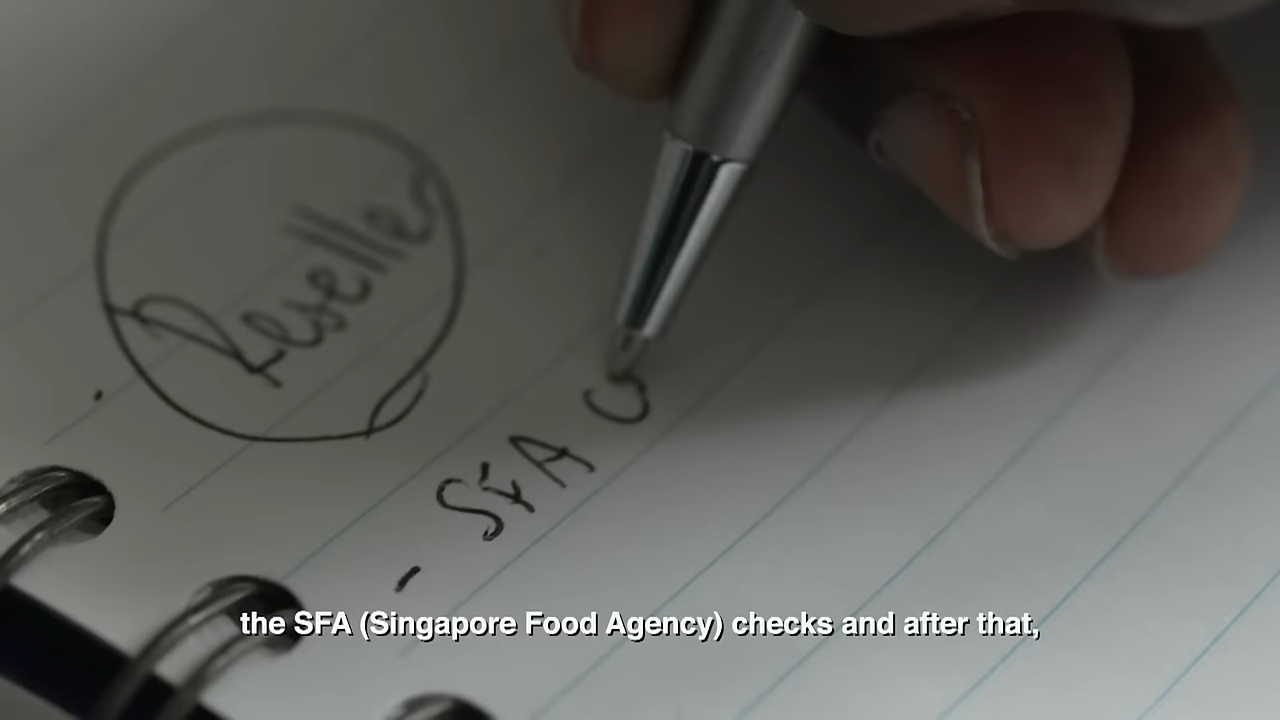 Reseller
- SFA c
the SFA (Singapore Food Agency) checks and after that,